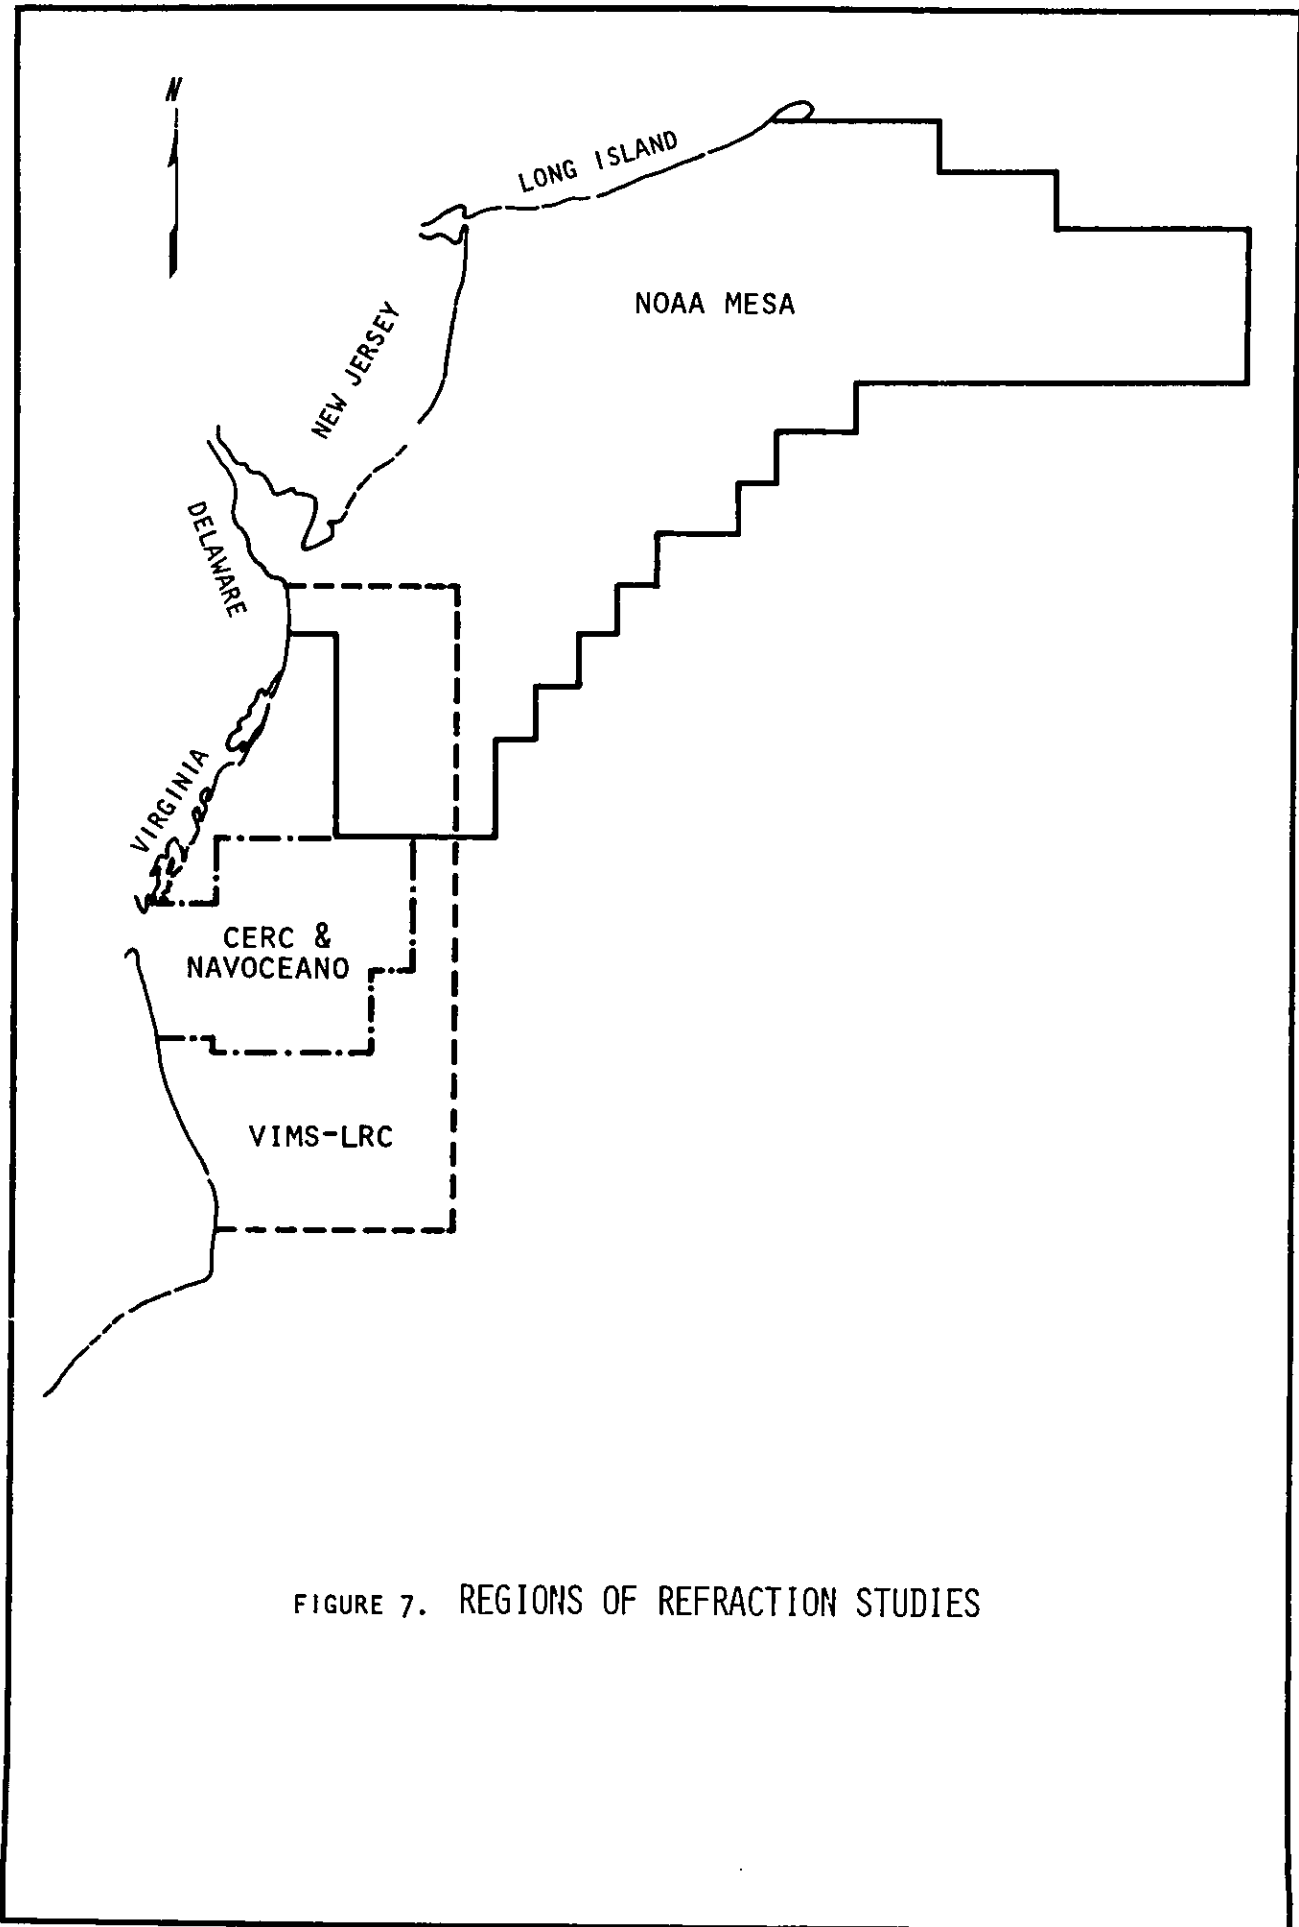 N
LONG ISLAND
NOAA MESA
NEW JERSEY
DELAWARE
VIRGINIA
CERC &
NAVOCEANO
VIMS-LRC
FIGURE 7. REGIONS OF REFRACTION STUDIES